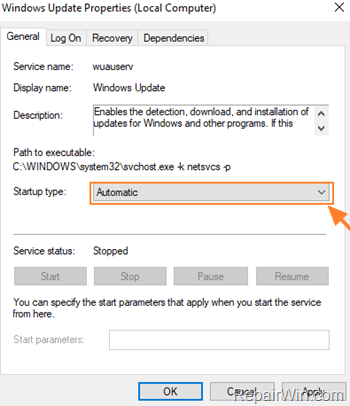 Windows Update Properties (Local Computer)
General Log On Recovery Dependencies
Service name: wuauserv
Display name: Windows Update
Description: Enables the detection, download, and installation of
updates for Windows and other programs. If this
Path to executable:
C:\WINDOWS\system32\svchost.exe -k netsvcs -p
Startup type: Automatic
Service status: Stopped
Start Stop Pause Resume
You can specify the start parameters that apply when you start the service
from here.
Start parameters:
OK Cancel Apply
RepairWin.com